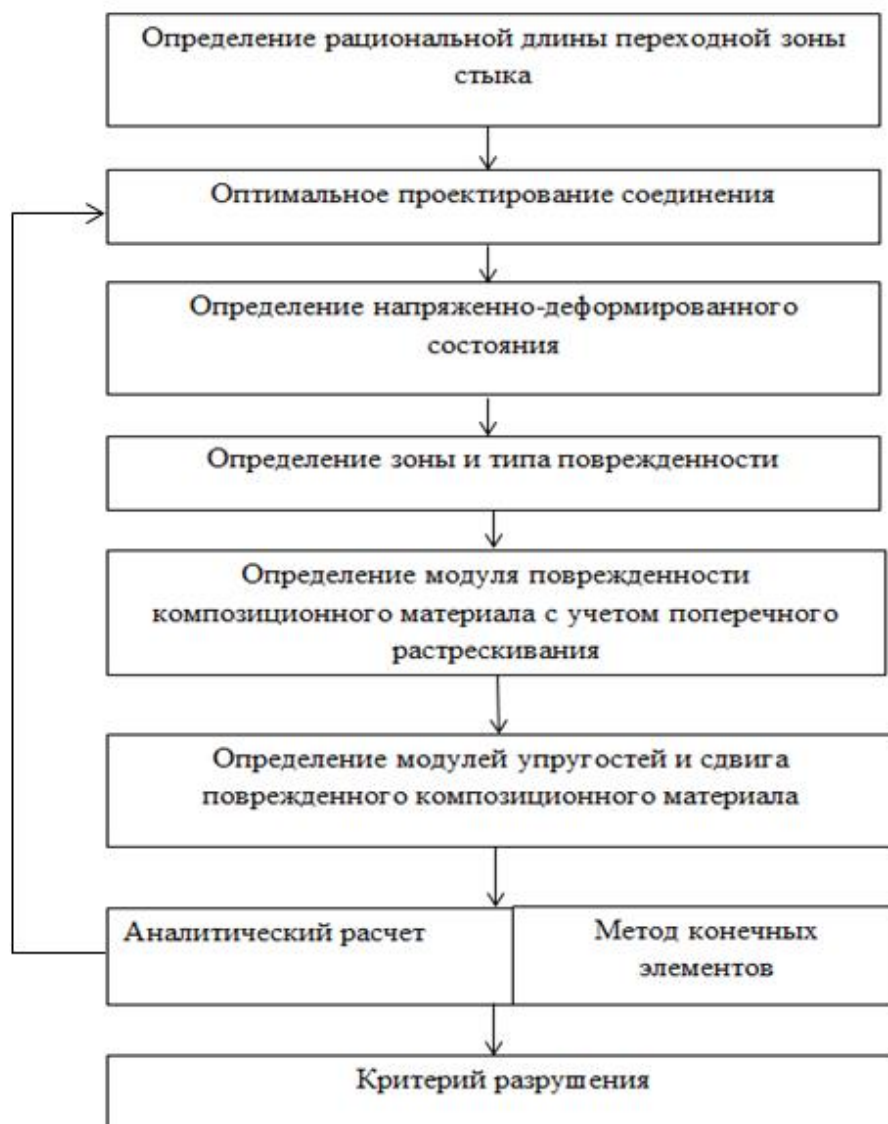 Определение рациональной длины переходной зоны
стыка
Оптимальное проектирование соединения
Определение напряженно-деформированного
состояния
Определение зоны и типа поврежденности
Определение модуля поврежденности
композиционного материала с учетом поперечного
растрескивания
Определение модулей упругостей и сдвига
поврежденного композиционного материала
Аналитический расчет
Метод конечных
элементов
Критерий разрушения